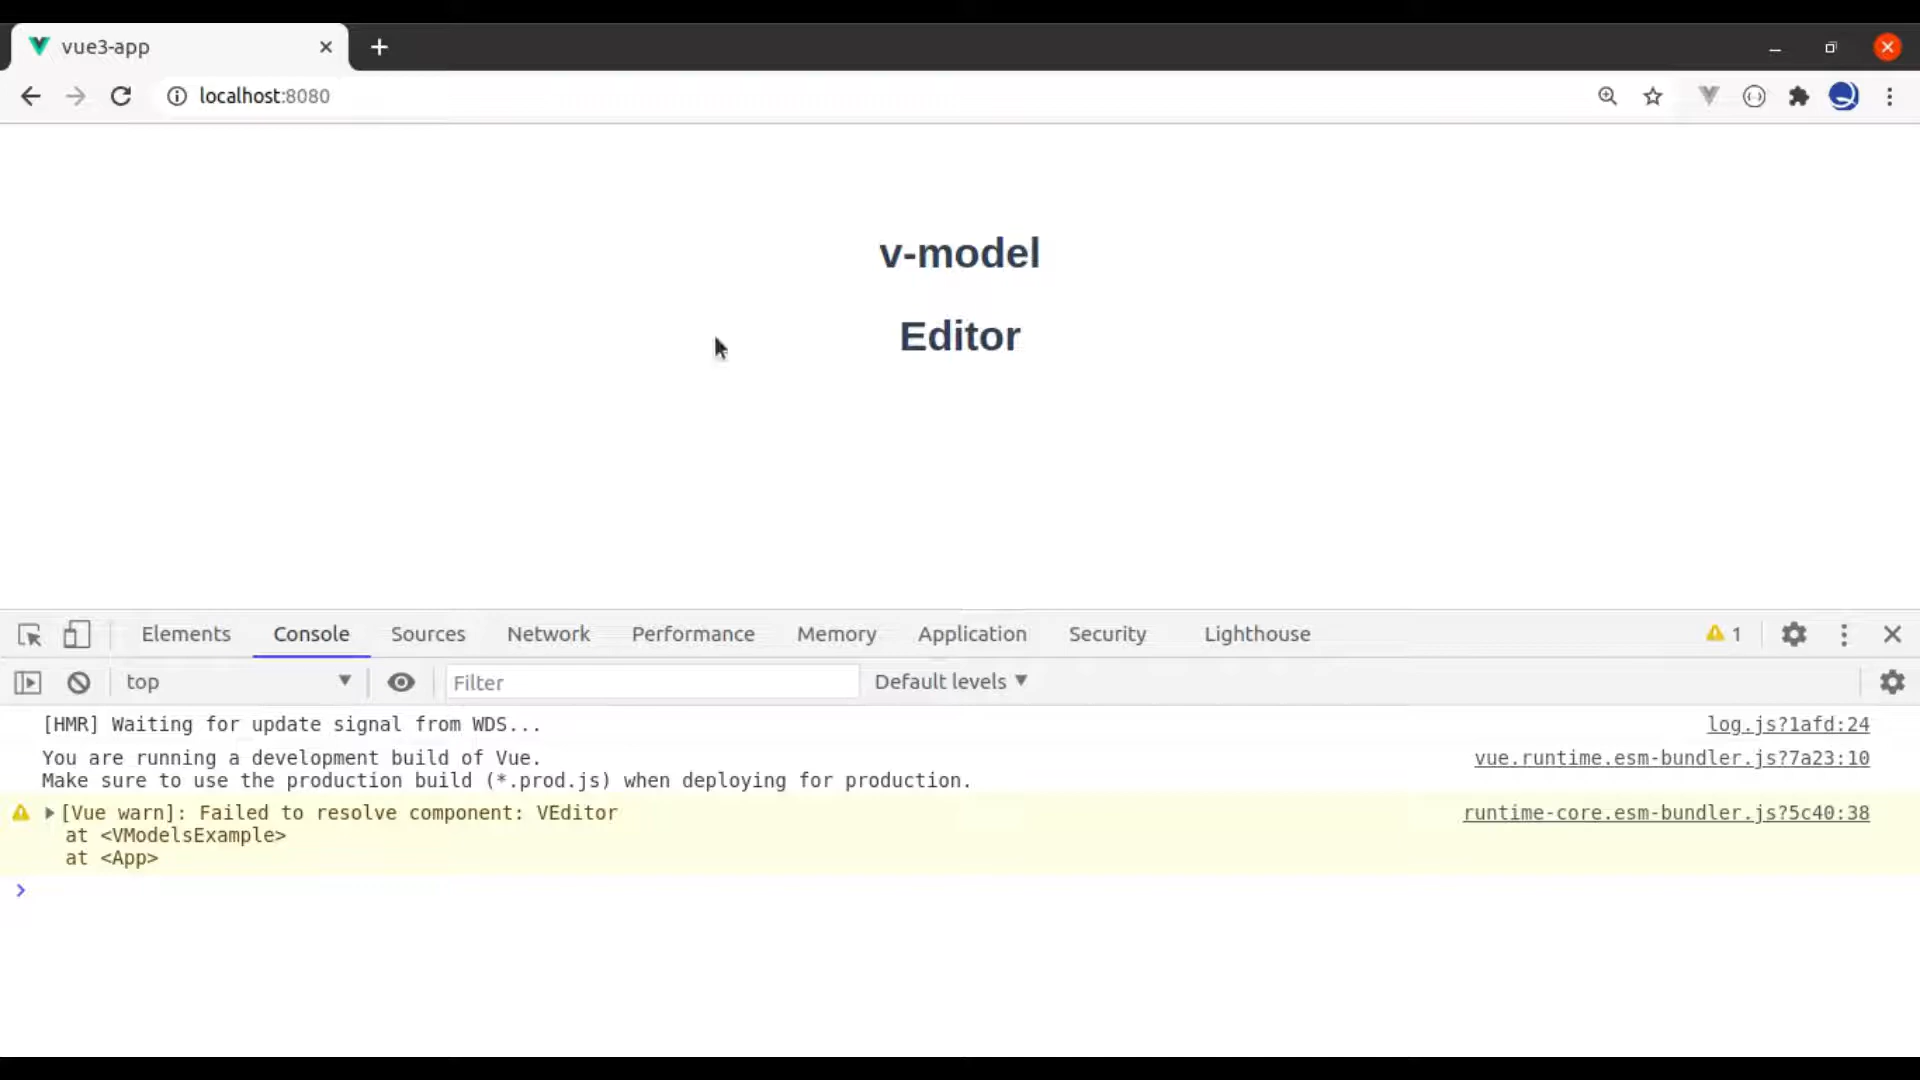 vue3-app
localhost:8080
v-model
Editor
Elements Console Sources Network Performance Memory Application Security Lighthouse 1
top Filter Default levels
[HMR] Waiting for update signal from WDS... log.js?1afd:24
You are running a development build of Vue. vue.runtime.esm-bundler.js?7a23:10
Make sure to use the production build (*.prod.js) when deploying for production.
[Vue warn]: Failed to resolve component: VEditor runtime-core.esm-bundler.js?5c40:38
at <VModelsExample>
at <App>